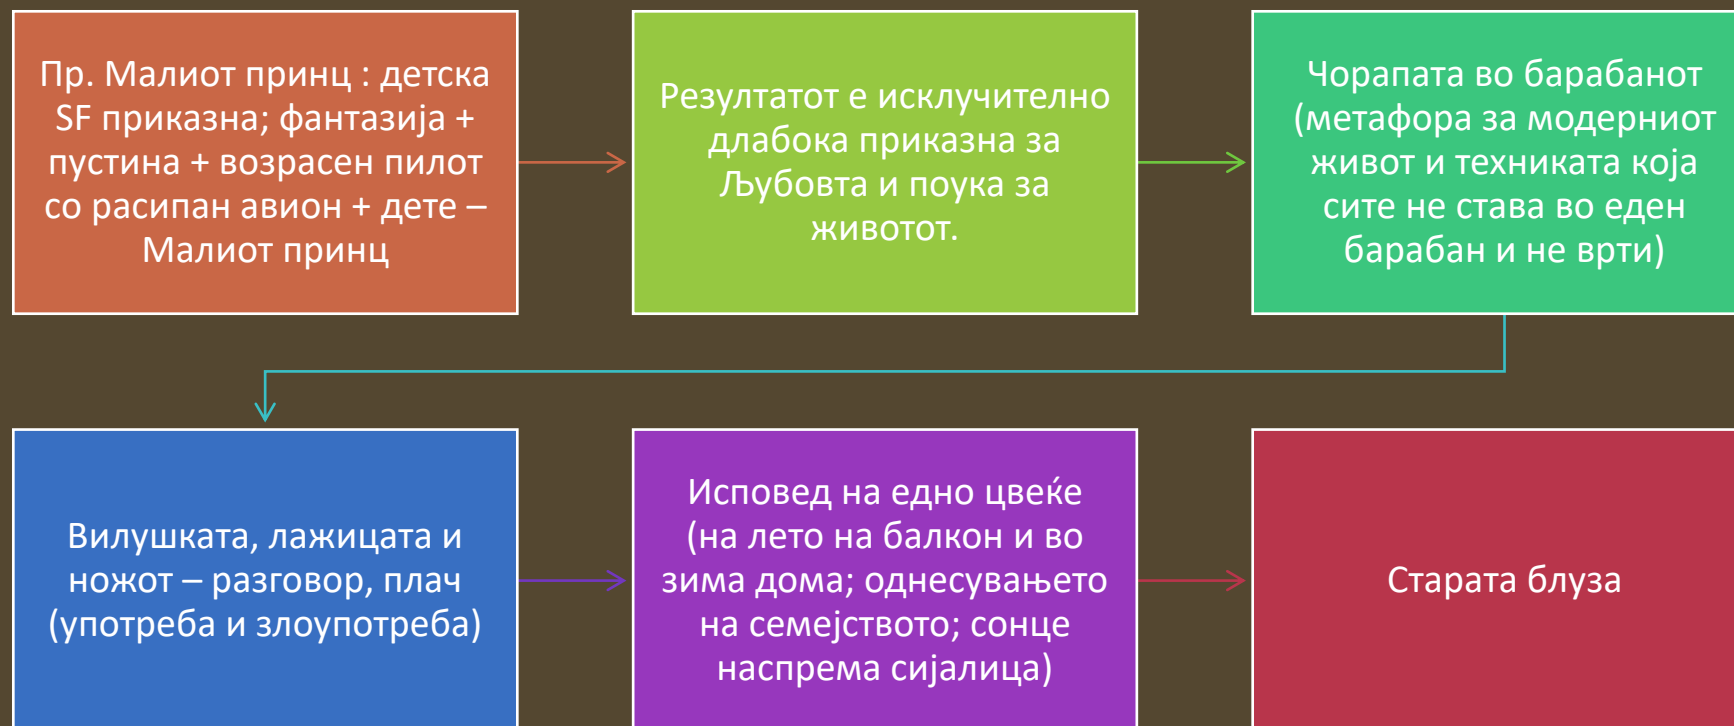 Пр. Малиот принц : детска
SF приказна; фантазија +
пустина + возрасен пилот
со расипан авион + дете –
Малиот принц
Резултатот е исклучително
длабока приказна за
Љубовта и поука за
животот.
Чорапата во барабанот
(метафора за модерниот
живот и техниката која
сите не става во еден
барабан и не врти)
Вилушката, лажицата и
ножот – разговор, плач
(употреба и злоупотреба)
Исповед на едно цвеќе
(на лето на балкон и во
зима дома; однесувањето
на семејството; сонце
наспрема сијалица)
Старата блуза